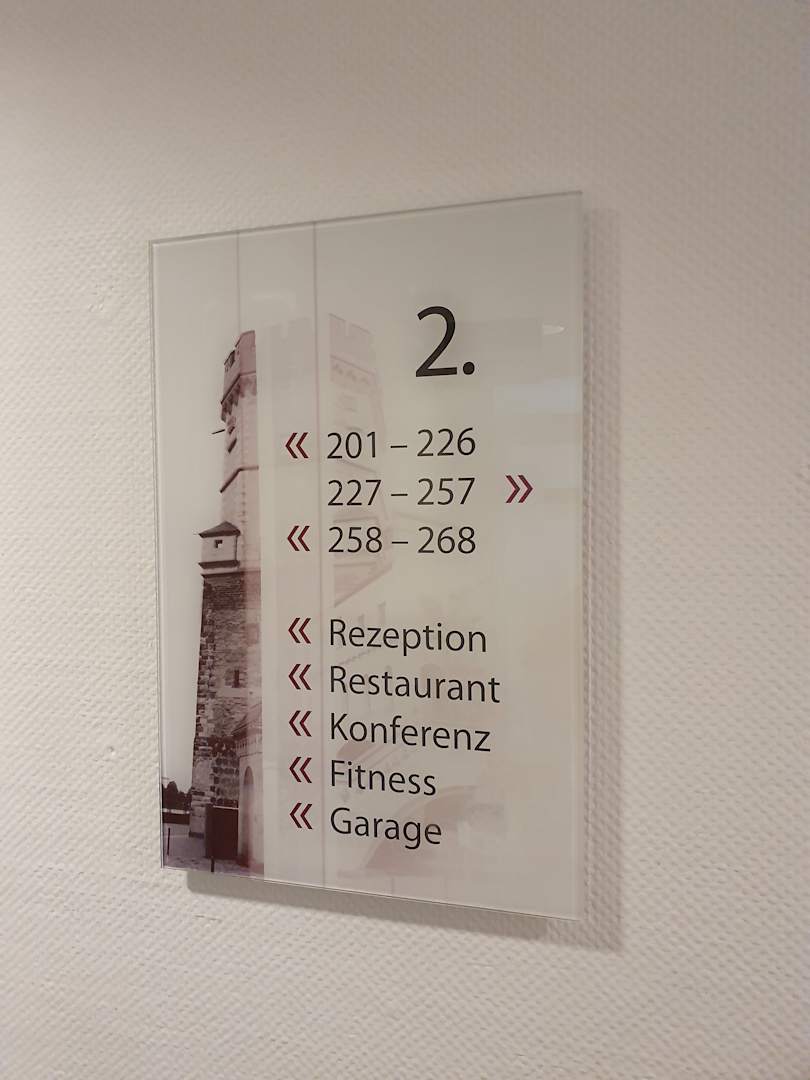 2.
« 201 – 226
227 – 257 »
« 258 – 268
« Rezeption
« Restaurant
« Konferenz
« Fitness
« Garage